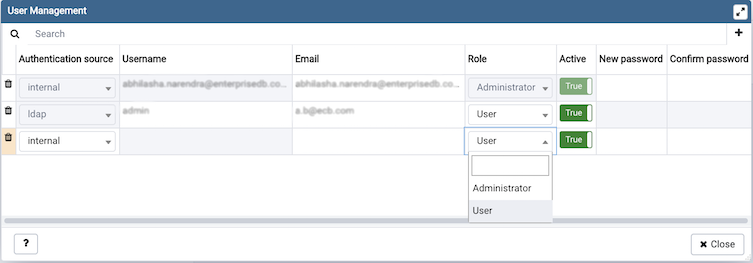 User Management
Search
Authentication source Username Email Role Active New password Confirm password
internal abhilasha.narendra@enterprisedb.co... abhilasha.narendra@enterprisedb.co... Administrator True
ldap admin a.b@ecb.com User True
internal User True
Administrator
User
? Close